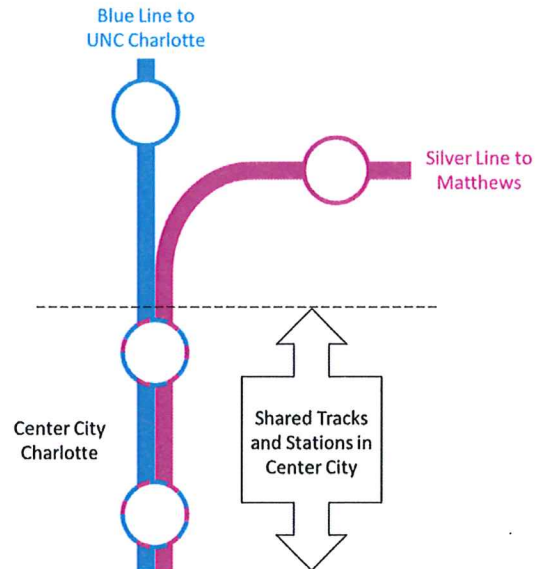 Blue Line to
UNC Charlotte
Silver Line to
Matthews
Center City
Charlotte
Shared Tracks
and Stations in
Center City